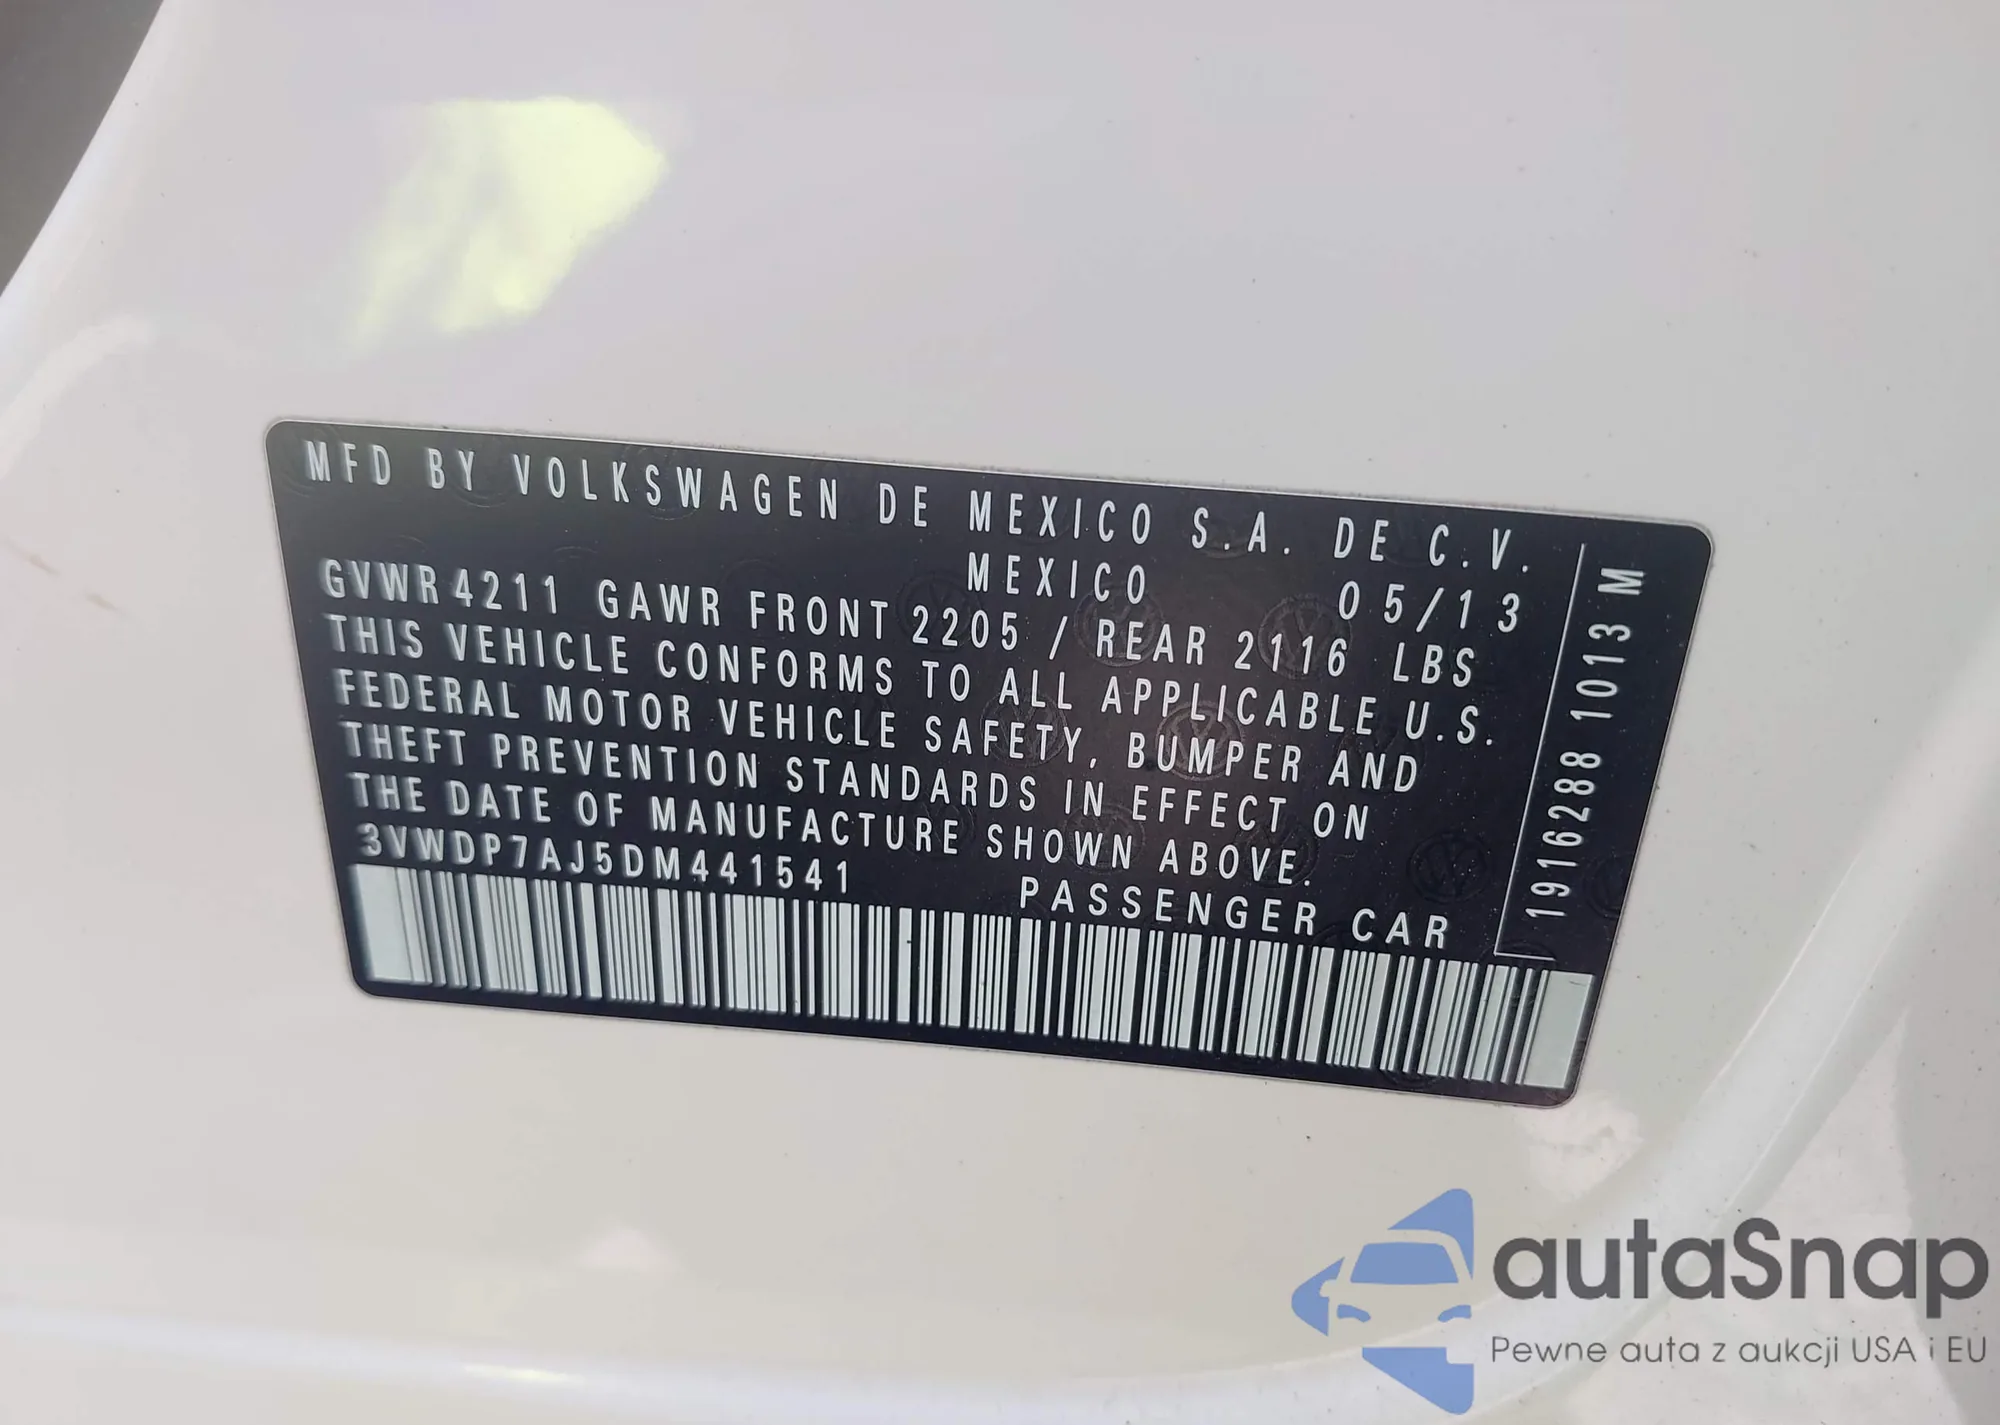 MFD BY VOLKSWAGEN DE MEXICO S.A. DE C.V.
MEXICO 05/13
GVWR 4211 GAWR FRONT 2205 / REAR 2116 LBS
THIS VEHICLE CONFORMS TO ALL APPLICABLE U.S.
FEDERAL MOTOR VEHICLE SAFETY, BUMPER AND
THEFT PREVENTION STANDARDS IN EFFECT ON
THE DATE OF MANUFACTURE SHOWN ABOVE.
3VWDP7AJ5DM441541 PASSENGER CAR
1916288 1013 M
autaSnap
Pewne auta z aukcji USA i EU